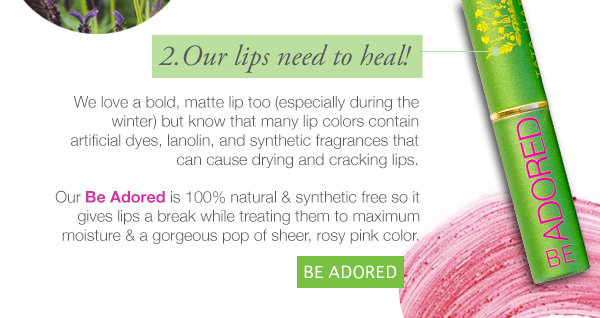 2.Our lips need to heal!
We love a bold, matte lip too (especially during the
winter) but know that many lip colors contain
artificial dyes, lanolin, and synthetic fragrances that
can cause drying and cracking lips.
Our Be Adored is 100% natural & synthetic free so it
gives lips a break while treating them to maximum
moisture & a gorgeous pop of sheer, rosy pink color.
BE ADORED
BE ADORED